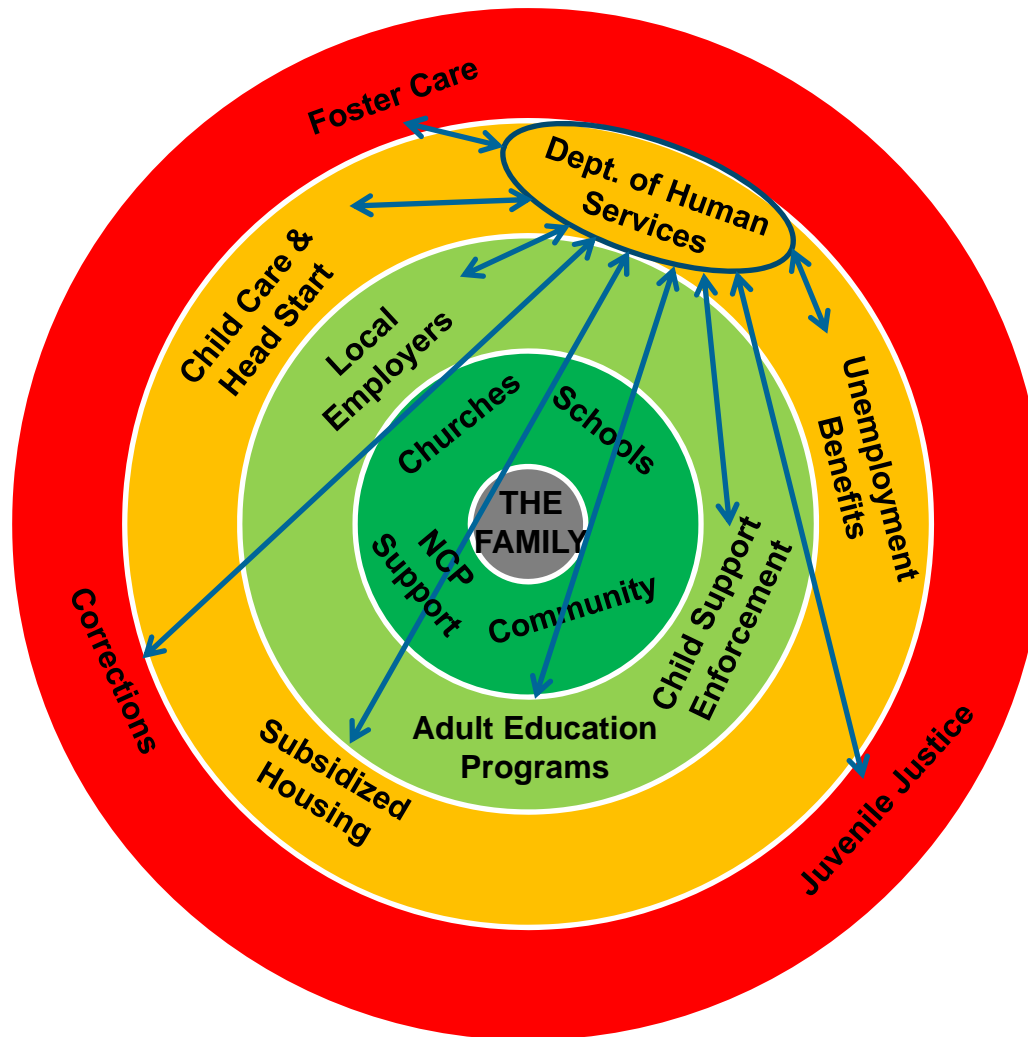 Foster Care
Dept. of Human
Services
Child Care &
Head Start
Local
Employers
Churches
Schools
Unemployment
Benefits
THE
FAMILY
NCP
Support
Community
Child Support
Enforcement
Corrections
Adult Education
Programs
Subsidized
Housing
Juvenile Justice